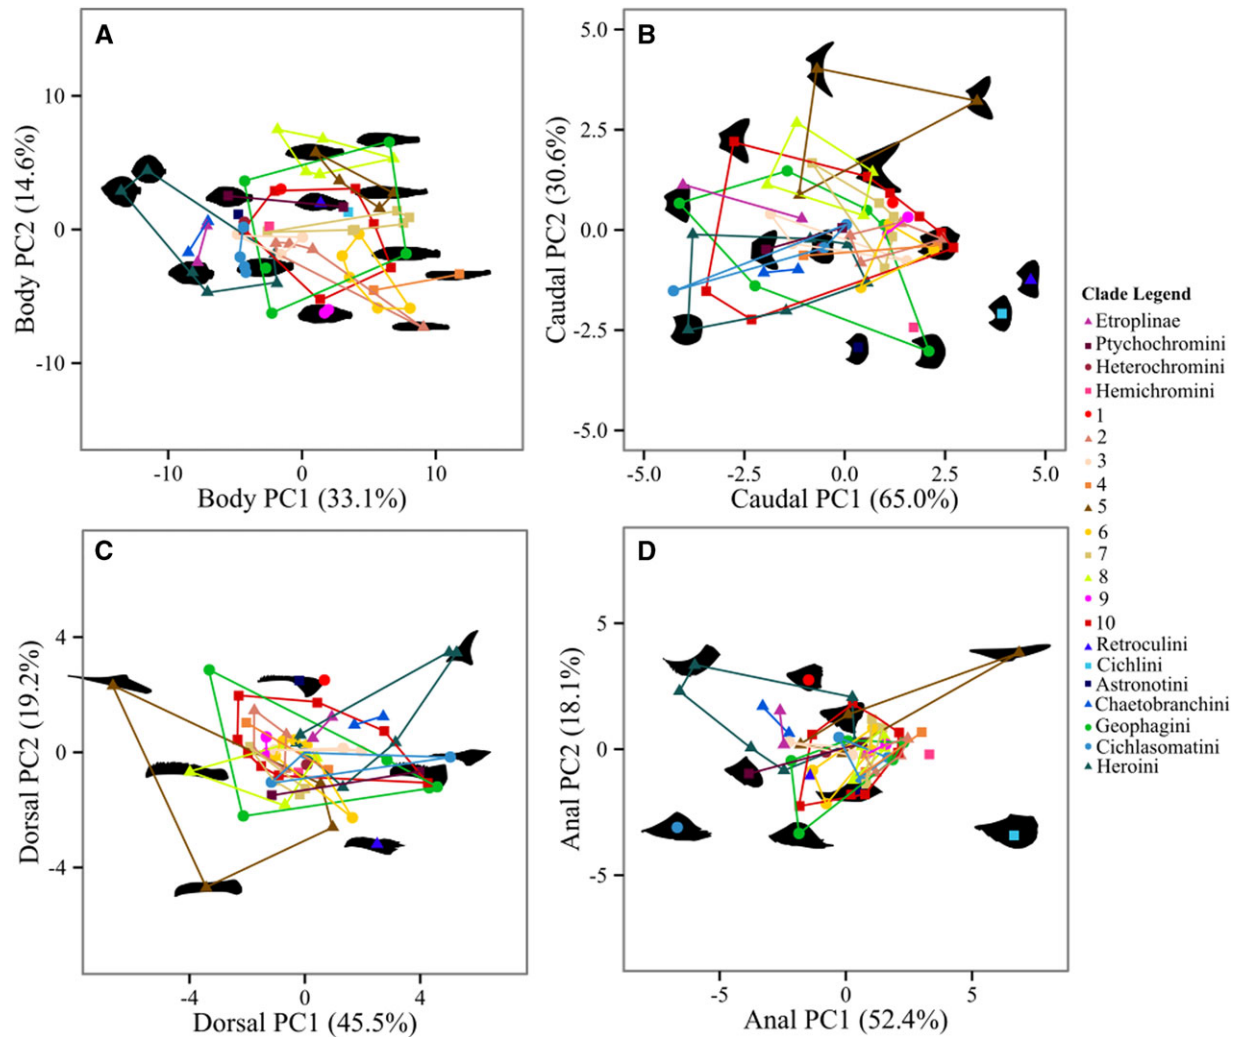 A
Body PC2 (14.6%)
10
0
-10
-10
0
10
Body PC1 (33.1%)
B
Caudal PC2 (30.6%)
5.0
2.5
0.0
-2.5
-5.0
-5.0
-2.5
0.0
2.5
5.0
Caudal PC1 (65.0%)
C
Dorsal PC2 (19.2%)
4
0
-4
-4
0
4
Dorsal PC1 (45.5%)
D
Anal PC2 (18.1%)
5
0
-5
-5
0
5
Anal PC1 (52.4%)
Clade Legend
Etroplinae
Ptychochromini
Heterochromini
Hemichromini
1
2
3
4
5
6
7
8
9
10
Retroculini
Cichlini
Astronotini
Chaetobranchini
Geophagini
Cichlasomatini
Heroini